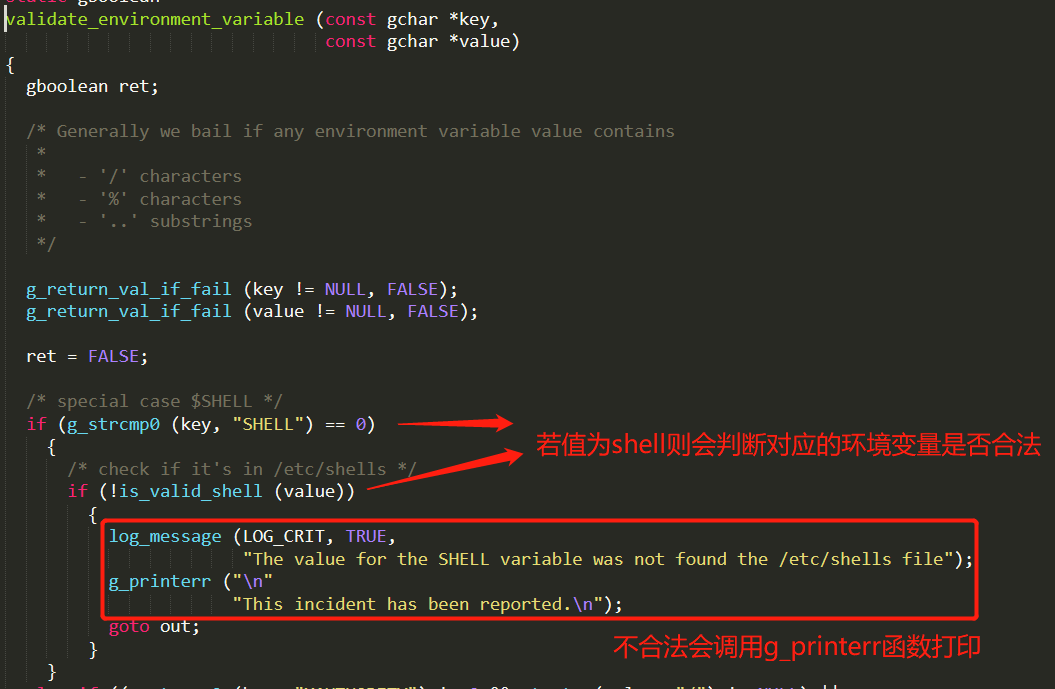 static gboolean
validate_environment_variable (const gchar *key,
const gchar *value)
{
gboolean ret;
/* Generally we bail if any environment variable value contains
*
* - '/' characters
* - '%' characters
* - '..' substrings
*/
g_return_val_if_fail (key != NULL, FALSE);
g_return_val_if_fail (value != NULL, FALSE);
ret = FALSE;
/* special case $SHELL */
if (g_strcmp0 (key, "SHELL") == 0)
{
若值为shell则会判断对应的环境变量是否合法
/* check if it's in /etc/shells */
if (!is_valid_shell (value))
{
log_message (LOG_CRIT, TRUE,
"The value for the SHELL variable was not found the /etc/shells file");
g_printerr ("\n"
"This incident has been reported.\n");
goto out;
不合法会调用g_printerr函数打印
}
}